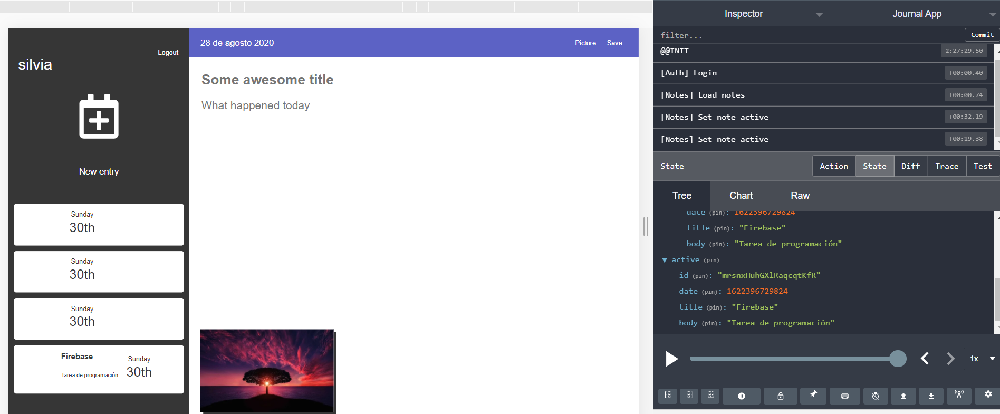 Logout
silvia
New entry
Sunday
30th
Sunday
30th
Sunday
30th
Firebase
Tarea de programación
Sunday
30th
28 de agosto 2020
Picture
Save
Some awesome title
What happened today
Inspector
Journal App
filter...
Commit
@@INIT
2:27:29.50
[Auth] Login
+00:00.40
[Notes] Load notes
+00:00.74
[Notes] Set note active
+00:32.19
[Notes] Set note active
+00:19.38
State
Action
State
Diff
Trace
Test
Tree
Chart
Raw
date (pin): 1622396729824
title (pin): "Firebase"
body (pin): "Tarea de programación"
active (pin)
id (pin): "mrsnxHuhGXlRaqcqtKfR"
date (pin): 1622396729824
title (pin): "Firebase"
body (pin): "Tarea de programación"
1x